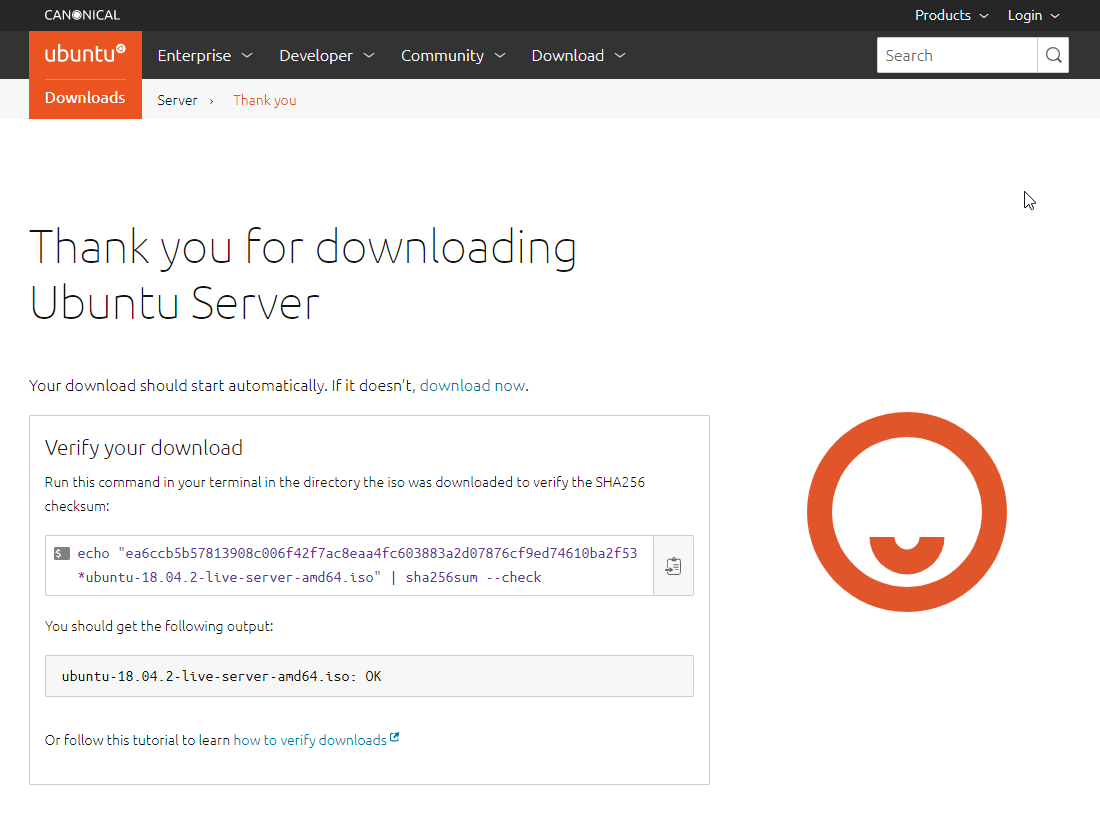 CANONICAL
Products
Login
ubuntu
Enterprise
Developer
Community
Download
Search
Downloads
Server › Thank you
Thank you for downloading
Ubuntu Server
Your download should start automatically. If it doesn’t, download now.
Verify your download
Run this command in your terminal in the directory the iso was downloaded to verify the SHA256
checksum:
$ echo "ea6ccb5b57813908c006f42f7ac8eaa4fc603883a2d07876cf9ed74610ba2f53
*ubuntu-18.04.2-live-server-amd64.iso" | sha256sum --check
You should get the following output:
ubuntu-18.04.2-live-server-amd64.iso: OK
Or follow this tutorial to learn how to verify downloads